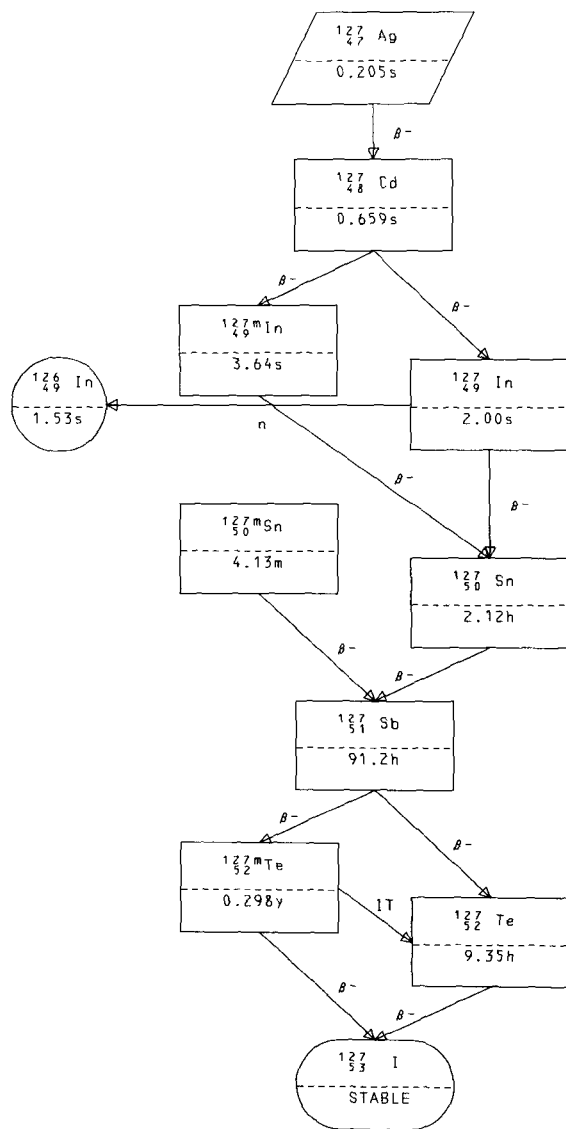 127 47 Ag
0.205s
β-
127 48 Cd
0.659s
β-
β-
127m 49 In
3.64s
126 49 In
1.53s
127 49 In
2.00s
n
β-
β-
127m 50 Sn
4.13m
127 50 Sn
2.12h
β-
β-
127 51 Sb
91.2h
β-
β-
127m 52 Te
0.298y
IT
127 52 Te
9.35h
β-
β-
127 53 I
STABLE